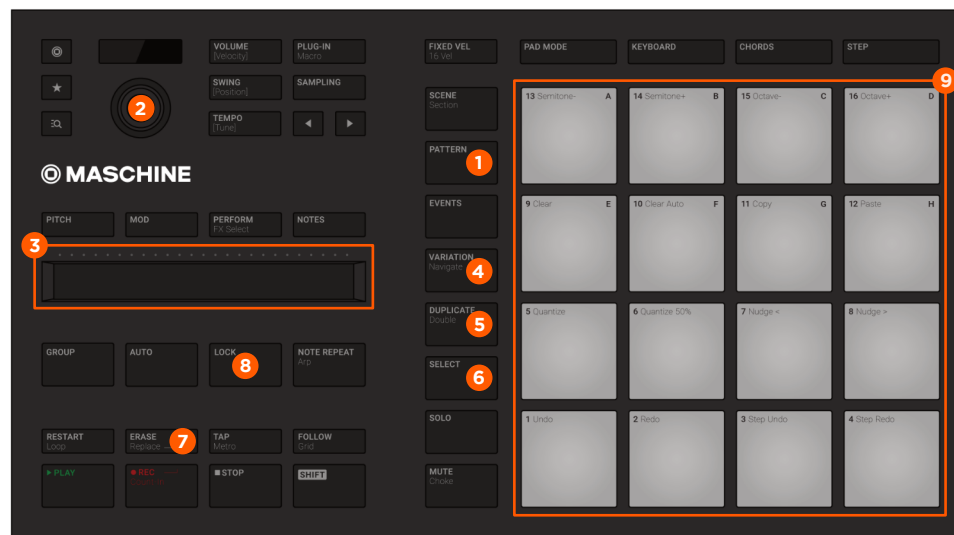 VOLUME
[Velocity]
PLUG-IN
Macro
FIXED VEL
16 Vel
PAD MODE
KEYBOARD
CHORDS
STEP
9
SWING
[Position]
SAMPLING
2
TEMPO
[Tune]
SCENE
Section
13 Semitone- A
14 Semitone+ B
15 Octave- C
16 Octave+ D
PATTERN
1
MASCHINE
EVENTS
9 Clear E
10 Clear Auto F
11 Copy G
12 Paste H
PITCH
MOD
PERFORM
FX Select
NOTES
3
VARIATION
Navigate
4
DUPLICATE
Double
5
5 Quantize
6 Quantize 50%
7 Nudge <
8 Nudge >
GROUP
AUTO
LOCK
8
NOTE REPEAT
Arp
SELECT
6
SOLO
1 Undo
2 Redo
3 Step Undo
4 Step Redo
RESTART
Loop
ERASE
Replace
7
TAP
Metro
FOLLOW
Grid
PLAY
REC
Count-in
STOP
SHIFT
MUTE
Choke